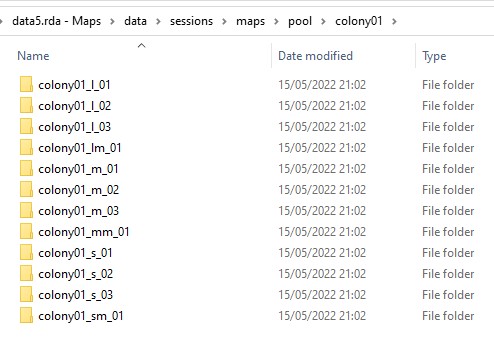 data5.rda - Maps > data > sessions > maps > pool > colony01 >
Name Date modified Type
colony01_l_01 15/05/2022 21:02 File folder
colony01_l_02 15/05/2022 21:02 File folder
colony01_l_03 15/05/2022 21:02 File folder
colony01_lm_01 15/05/2022 21:02 File folder
colony01_m_01 15/05/2022 21:02 File folder
colony01_m_02 15/05/2022 21:02 File folder
colony01_m_03 15/05/2022 21:02 File folder
colony01_mm_01 15/05/2022 21:02 File folder
colony01_s_01 15/05/2022 21:02 File folder
colony01_s_02 15/05/2022 21:02 File folder
colony01_s_03 15/05/2022 21:02 File folder
colony01_sm_01 15/05/2022 21:02 File folder